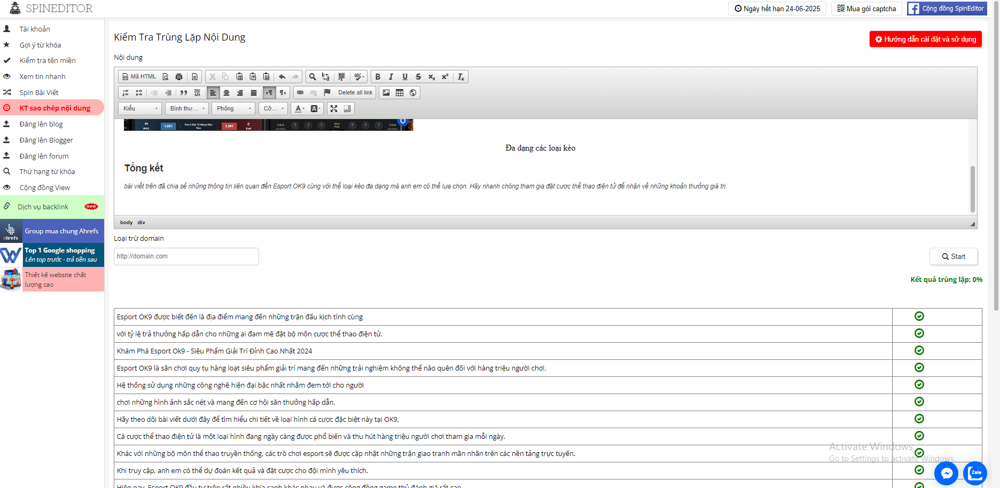 SPINEDITOR
Ngày hết hạn 24-06-2025
Mua gói captcha
Cộng đồng SpinEditor
Tài khoản
Gợi ý từ khóa
Kiểm tra tên miền
Xem tin nhanh
Spin Bài Viết
KT sao chép nội dung
Đăng lên blog
Đăng lên Blogger
Đăng lên forum
Thứ hạng từ khóa
Cộng đồng View
Dịch vụ backlink
new
ahrefs
Group mua chung Ahrefs
Top 1 Google shopping
Lên top trước - trả tiền sau
Thiết kế website chất
lượng cao
Kiểm Tra Trùng Lặp Nội Dung
Hướng dẫn cài đặt và sử dụng
Nội dung
Mã HTML
Delete all link
Kiểu
Bình thư...
Phông
Cỡ...
WY.C
1.661
Ván 5 Đạt 15 Mạng Đầu
Tiên
2.091
ExH
T.B.D.
GLOBAL
Most
Picks
T.B.D.
GLOBAL
Đa dạng các loại kèo
Tổng kết
bài viết trên đã chia sẻ những thông tin liên quan đến Esport OK9 cùng với thể loại kèo đa dạng mà anh em có thể lựa chọn. Hãy nhanh chóng tham gia đặt cược thể thao điện tử để nhận về những khoản thưởng giá trị.
body div
Loại trừ domain
http://domain.com
Start
Kết quả trùng lặp: 0%
Esport OK9 được biết đến là địa điểm mang đến những trận đấu kịch tính cùng
với tỷ lệ trả thưởng hấp dẫn cho những ai đam mê đặt bộ môn cược thể thao điện tử.
Khám Phá Esport Ok9 - Siêu Phẩm Giải Trí Đỉnh Cao Nhất 2024
Esport OK9 là sân chơi quy tụ hàng loạt siêu phẩm giải trí mang đến những trải nghiệm không thể nào quên đối với hàng triệu người chơi.
Hệ thống sử dụng những công nghệ hiện đại bậc nhất nhằm đem tới cho người
chơi những hình ảnh sắc nét và mang đến cơ hội săn thưởng hấp dẫn.
Hãy theo dõi bài viết dưới đây để tìm hiểu chi tiết về loại hình cá cược đặc biệt này tại OK9.
Cá cược thể thao điện tử là một loại hình đang ngày càng được phổ biến và thu hút hàng triệu người chơi tham gia mỗi ngày.
Khác với những bộ môn thể thao truyền thống, các trò chơi esport sẽ được cập nhật những trận giao tranh mãn nhãn trên các nền tảng trực tuyến.
Khi truy cập, anh em có thể dự đoán kết quả và đặt cược cho đội mình yêu thích.
Hiện nay, Esport OK9 đầu tư trên rất nhiều khía cạnh khác nhau và được cộng đồng game thủ đánh giá rất cao
Activate Windows
Go to Settings to activate Windows.
Zalo